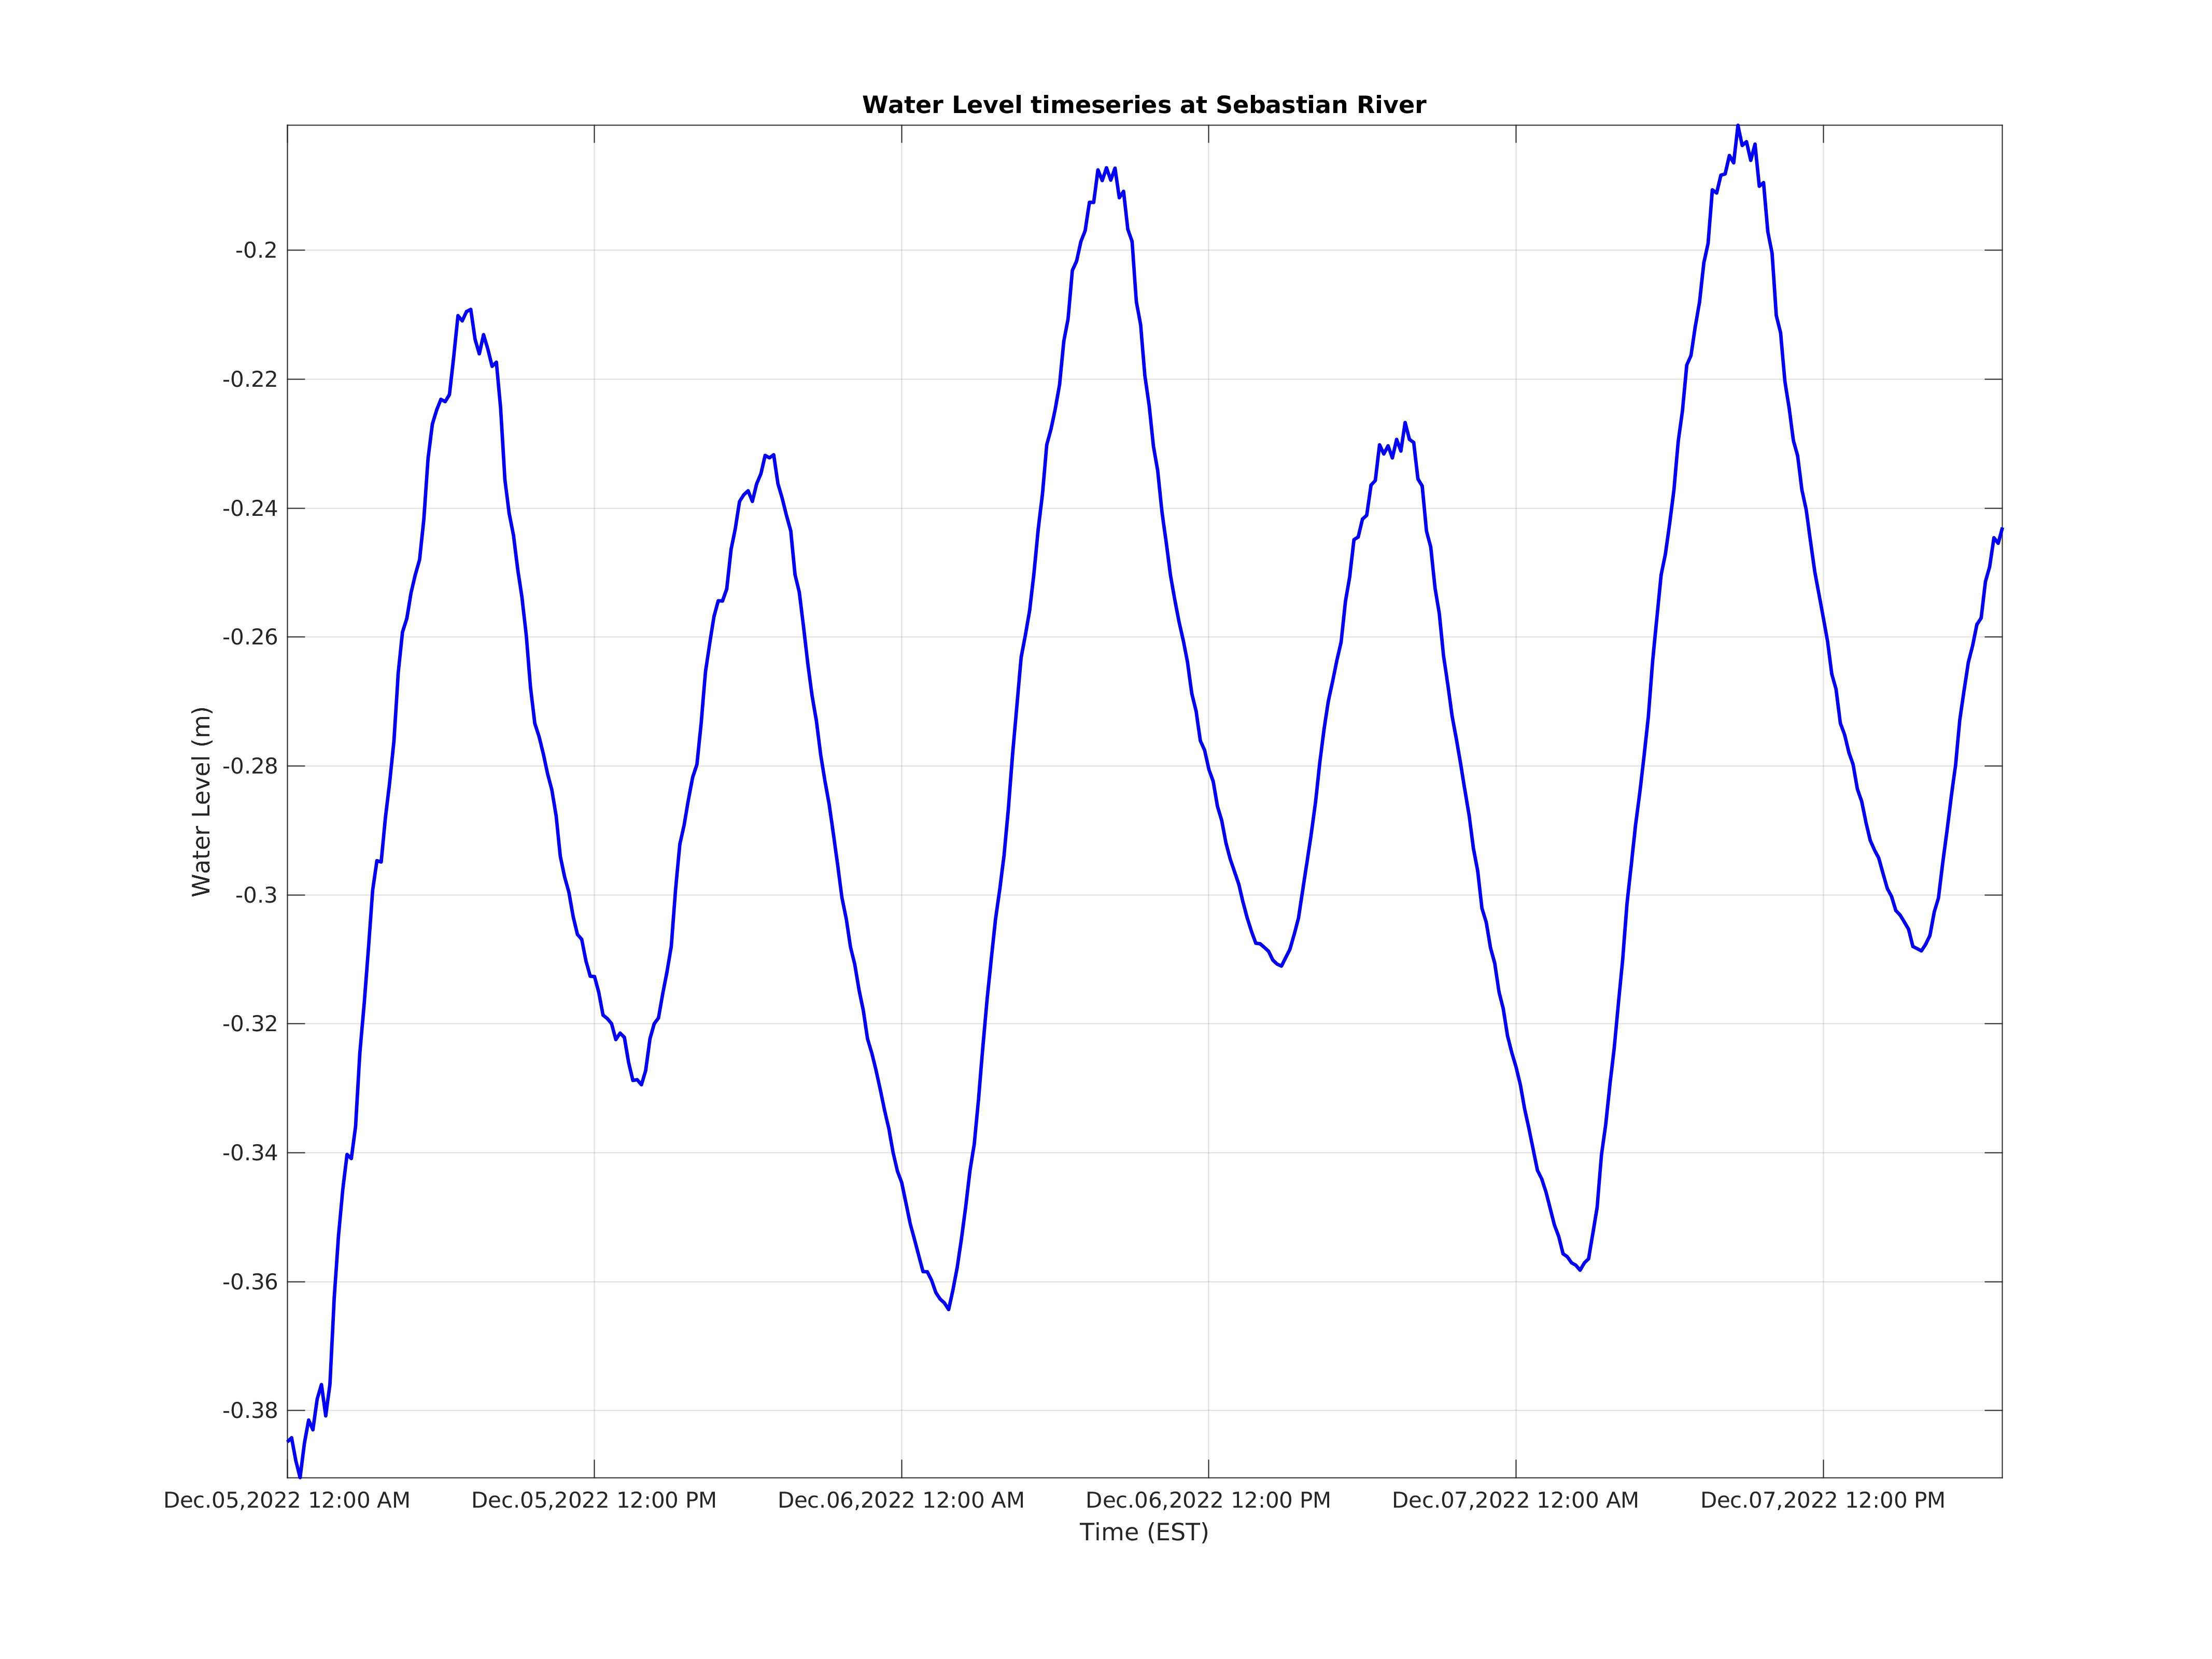 Water Level timeseries at Sebastian River
-0.2
-0.22
-0.24
-0.26
-0.28
-0.3
-0.32
-0.34
-0.36
-0.38
Water Level (m)
Dec.05,2022 12:00 AM Dec.05,2022 12:00 PM Dec.06,2022 12:00 AM Dec.06,2022 12:00 PM Dec.07,2022 12:00 AM Dec.07,2022 12:00 PM
Time (EST)